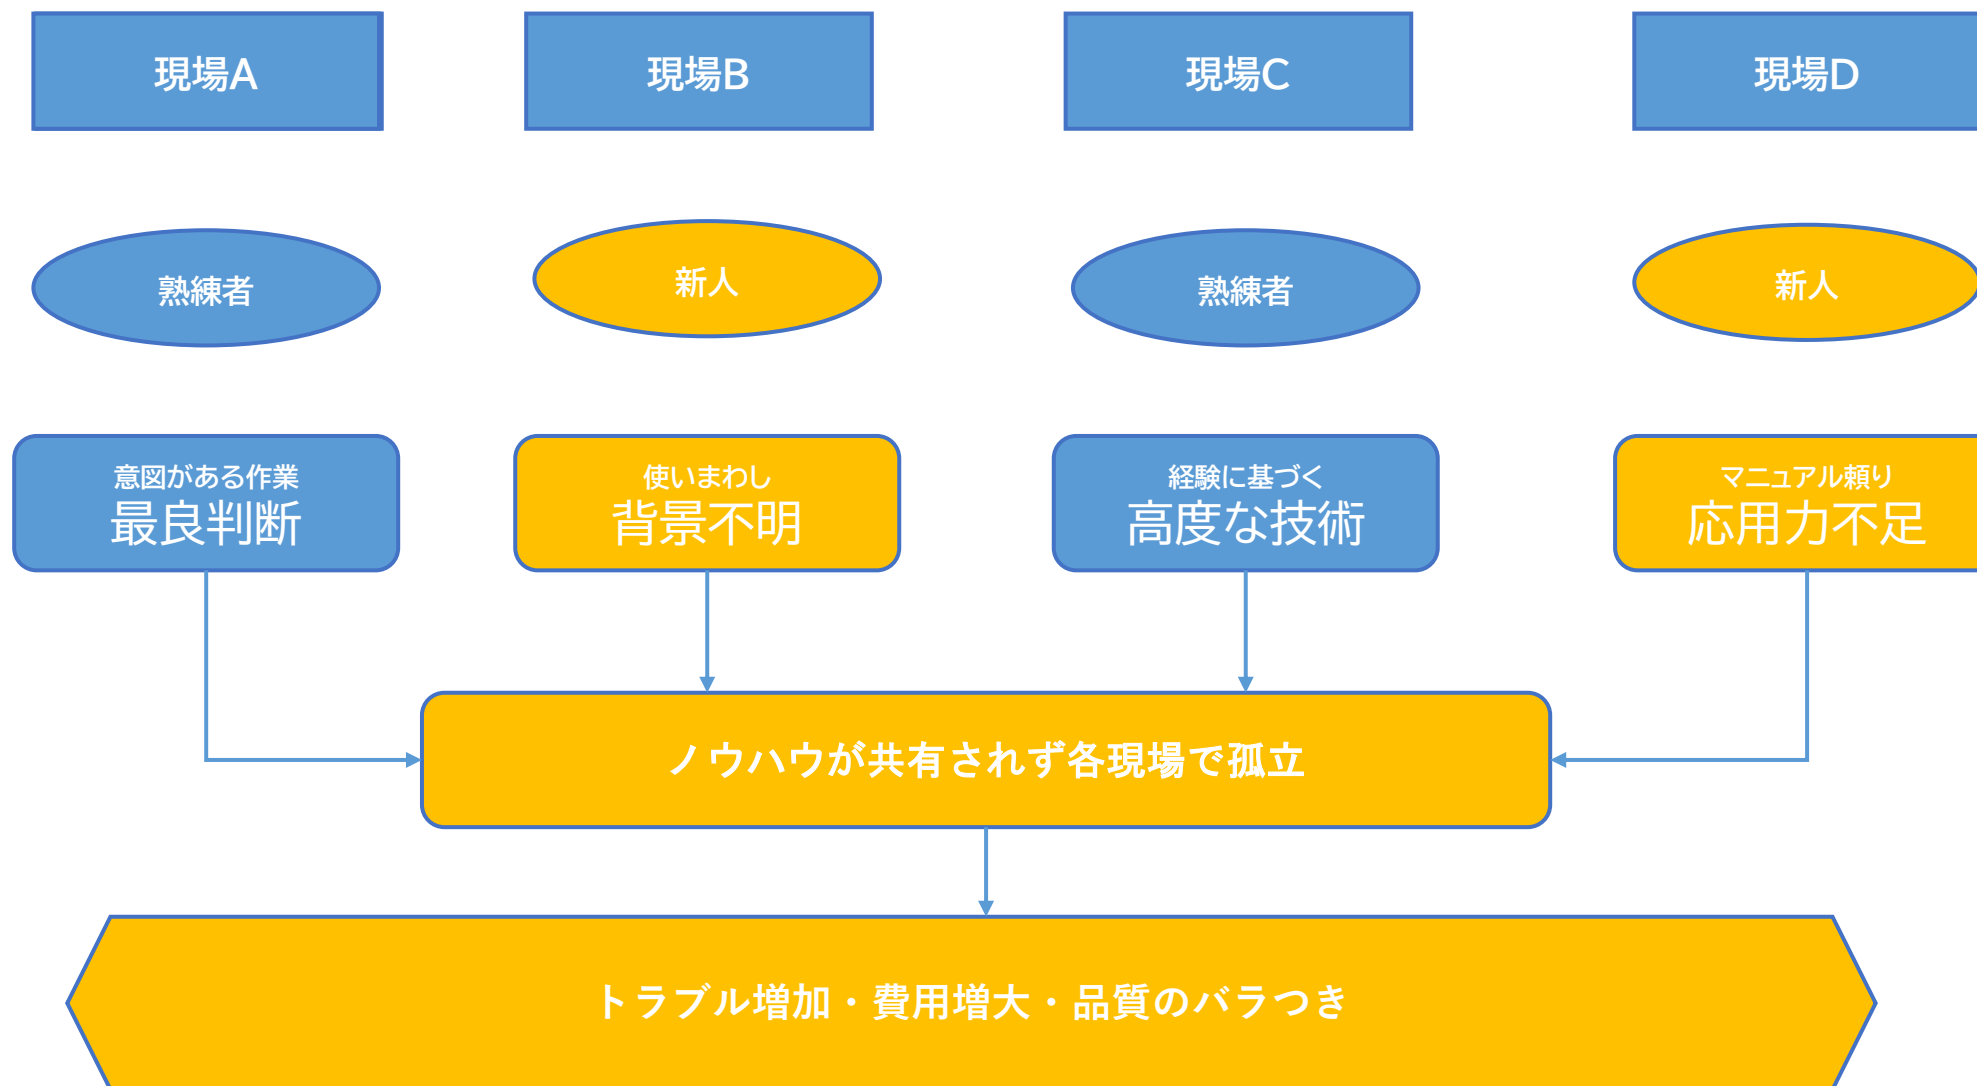 現場A
現場B
現場C
現場D
熟練者
新人
熟練者
新人
意図がある作業
最良判断
使いまわし
背景不明
経験に基づく
高度な技術
マニュアル頼り
応用力不足
ノウハウが共有されず各現場で孤立
トラブル増加・費用増大・品質のバラつき